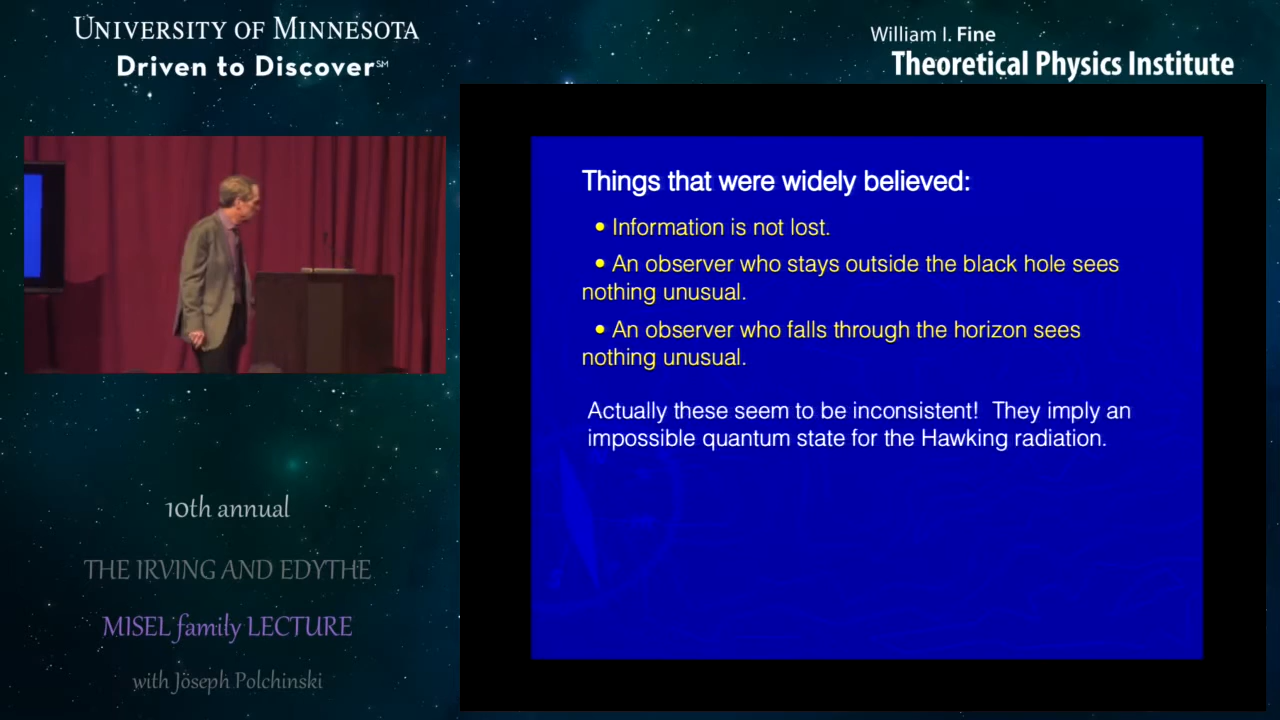 UNIVERSITY OF MINNESOTA
Driven to Discover℠
William I. Fine
Theoretical Physics Institute
Things that were widely believed:
• Information is not lost.
• An observer who stays outside the black hole sees
nothing unusual.
• An observer who falls through the horizon sees
nothing unusual.
Actually these seem to be inconsistent! They imply an
impossible quantum state for the Hawking radiation.
10th annual
THE IRVING AND EDYTHE
MISEL family LECTURE
with Joseph Polchinski